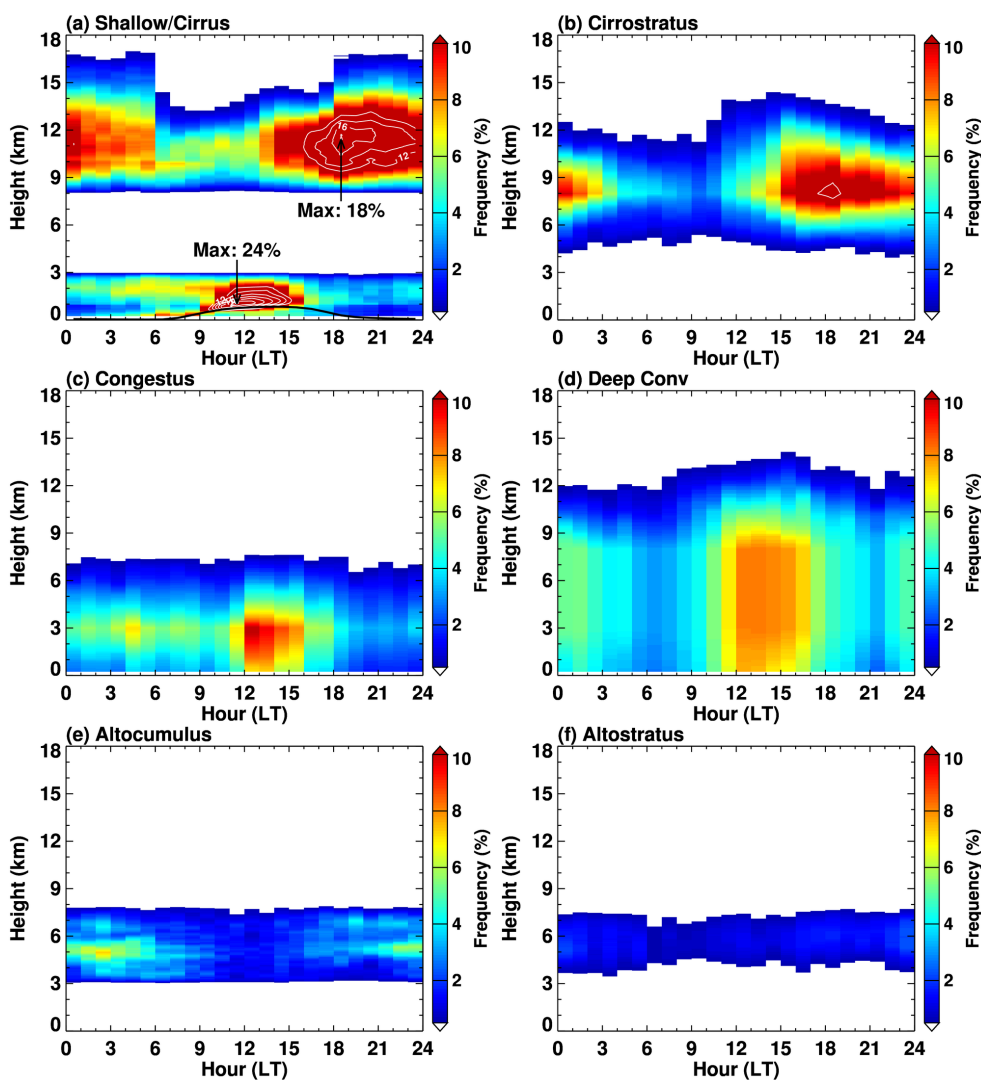 (a) Shallow/Cirrus
18
15
12
9
6
3
0
Height (km)
16
12
Max: 18%
Max: 24%
12
0 3 6 9 12 15 18 21 24
Hour (LT)
10
8
6
4
2
Frequency (%)
(b) Cirrostratus
18
15
12
9
6
3
0
Height (km)
0 3 6 9 12 15 18 21 24
Hour (LT)
10
8
6
4
2
Frequency (%)
(c) Congestus
18
15
12
9
6
3
0
Height (km)
0 3 6 9 12 15 18 21 24
Hour (LT)
10
8
6
4
2
Frequency (%)
(d) Deep Conv
18
15
12
9
6
3
0
Height (km)
0 3 6 9 12 15 18 21 24
Hour (LT)
10
8
6
4
2
Frequency (%)
(e) Altocumulus
18
15
12
9
6
3
0
Height (km)
0 3 6 9 12 15 18 21 24
Hour (LT)
10
8
6
4
2
Frequency (%)
(f) Altostratus
18
15
12
9
6
3
0
Height (km)
0 3 6 9 12 15 18 21 24
Hour (LT)
10
8
6
4
2
Frequency (%)